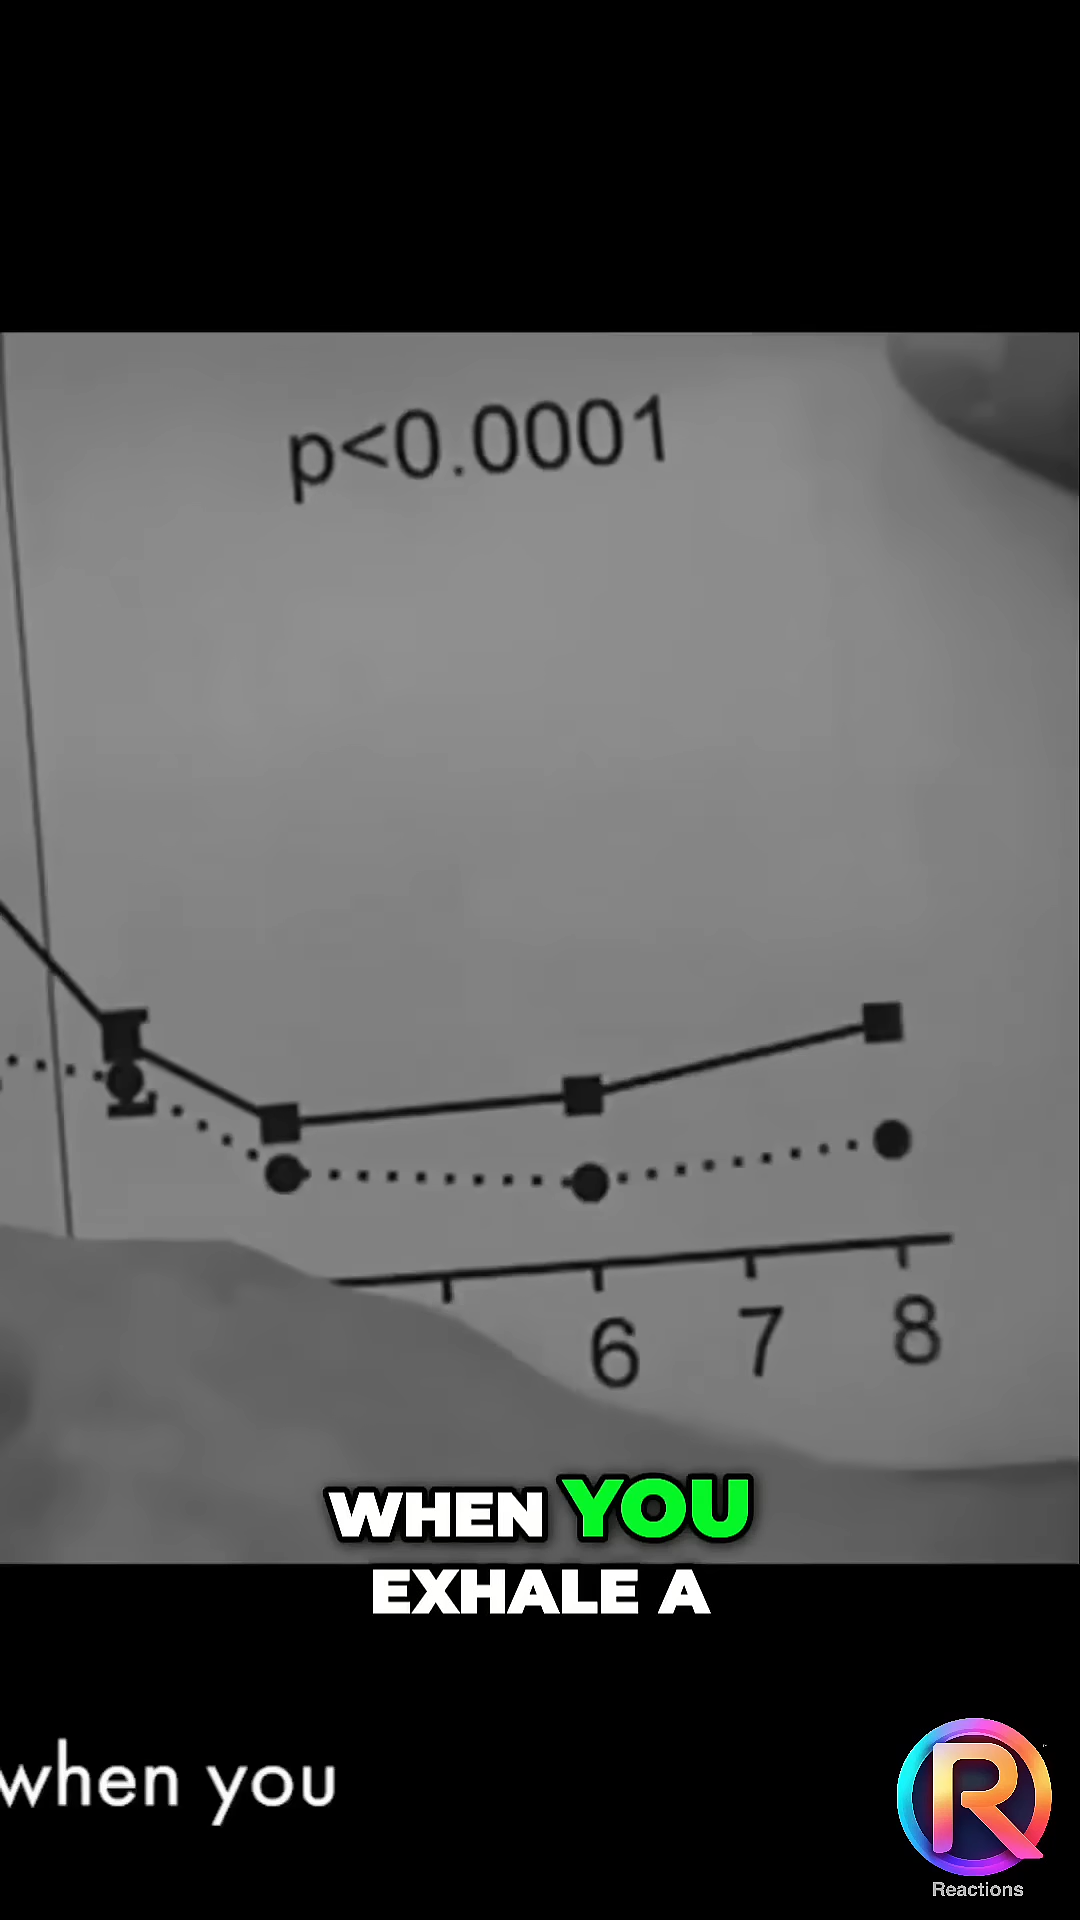 p<0.0001
6 7 8
WHEN YOU
EXHALE A
when you
R
Reactions